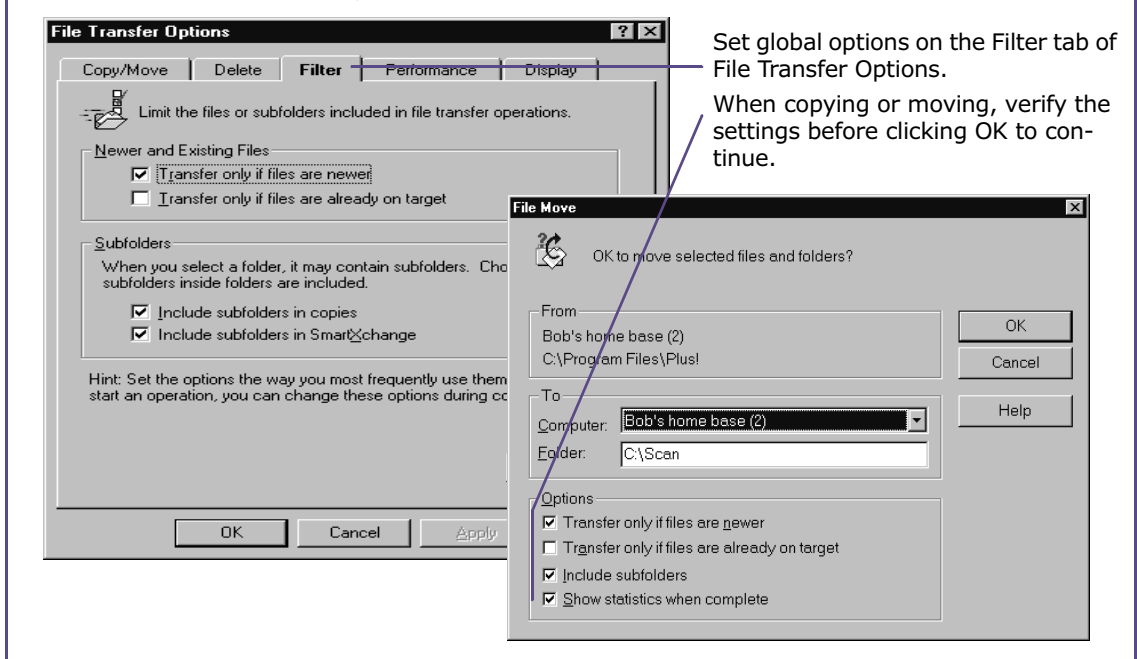 File Transfer Options
Copy/Move
Delete
Filter
Performance
Display
Limit the files or subfolders included in file transfer operations.
Newer and Existing Files
Transfer only if files are newer
Transfer only if files are already on target
Subfolders
When you select a folder, it may contain subfolders. Cho
subfolders inside folders are included.
Include subfolders in copies
Include subfolders in SmartXchange
Hint: Set the options the way you most frequently use them
start an operation, you can change these options during co
OK
Cancel
Apply
Set global options on the Filter tab of
File Transfer Options.
When copying or moving, verify the
settings before clicking OK to con-
tinue.
File Move
OK to move selected files and folders?
From
Bob's home base (2)
C:\Program Files\Plus!
To
Computer: Bob's home base (2)
Folder: C:\Scan
OK
Cancel
Help
Options
Transfer only if files are newer
Transfer only if files are already on target
Include subfolders
Show statistics when complete